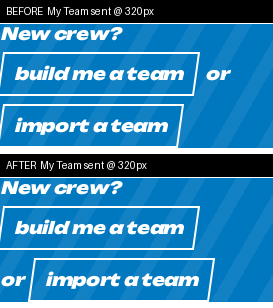 BEFORE My Team sent @ 320px
New crew?
build me a team or
import a team
AFTER My Team sent @ 320px
New crew?
build me a team
or import a team